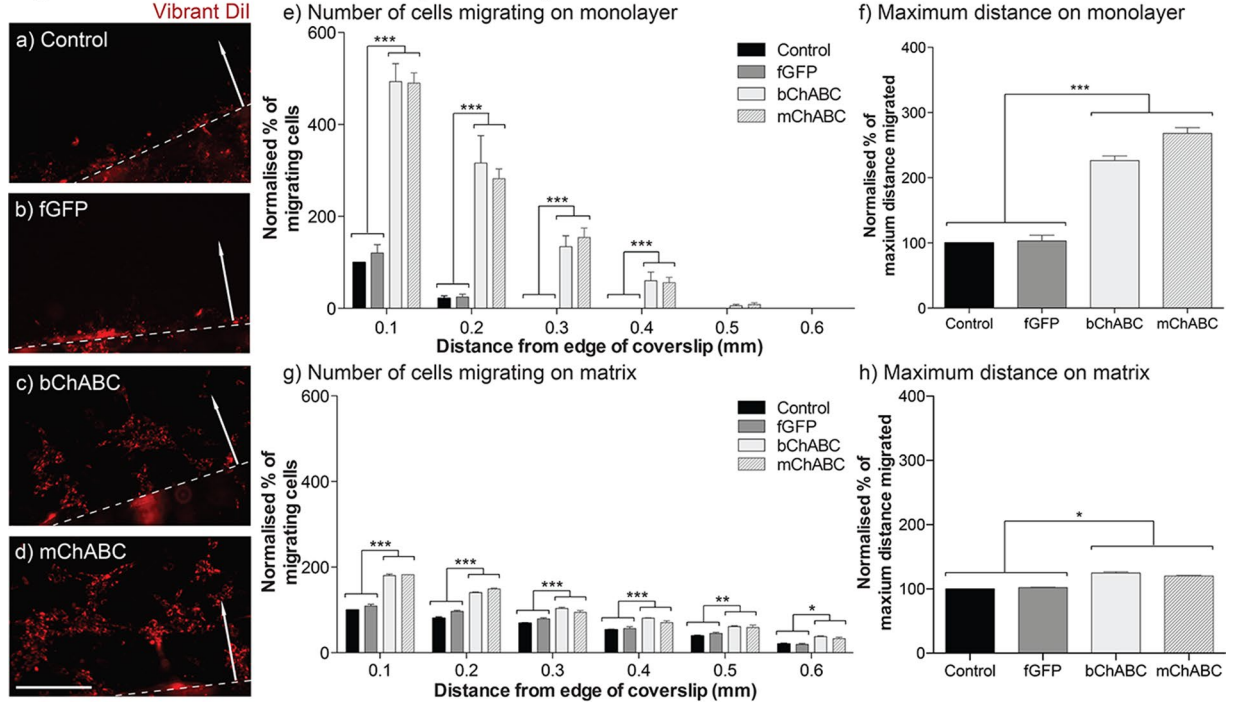 Vibrant DiI
a) Control
b) fGFP
c) bChABC
d) mChABC
e) Number of cells migrating on monolayer
Normalised % of
migrating cells
600
400
200
0
***
***
***
***
Control
fGFP
bChABC
mChABC
0.1 0.2 0.3 0.4 0.5 0.6
Distance from edge of coverslip (mm)
f) Maximum distance on monolayer
Normalised % of
maxium distance migrated
400
300
200
100
0
***
Control fGFP bChABC mChABC
g) Number of cells migrating on matrix
Normalised % of
migrating cells
600
400
200
0
***
***
***
***
**
*
Control
fGFP
bChABC
mChABC
0.1 0.2 0.3 0.4 0.5 0.6
Distance from edge of coverslip (mm)
h) Maximum distance on matrix
Normalised % of
maxium distance migrated
400
300
200
100
0
*
Control fGFP bChABC mChABC